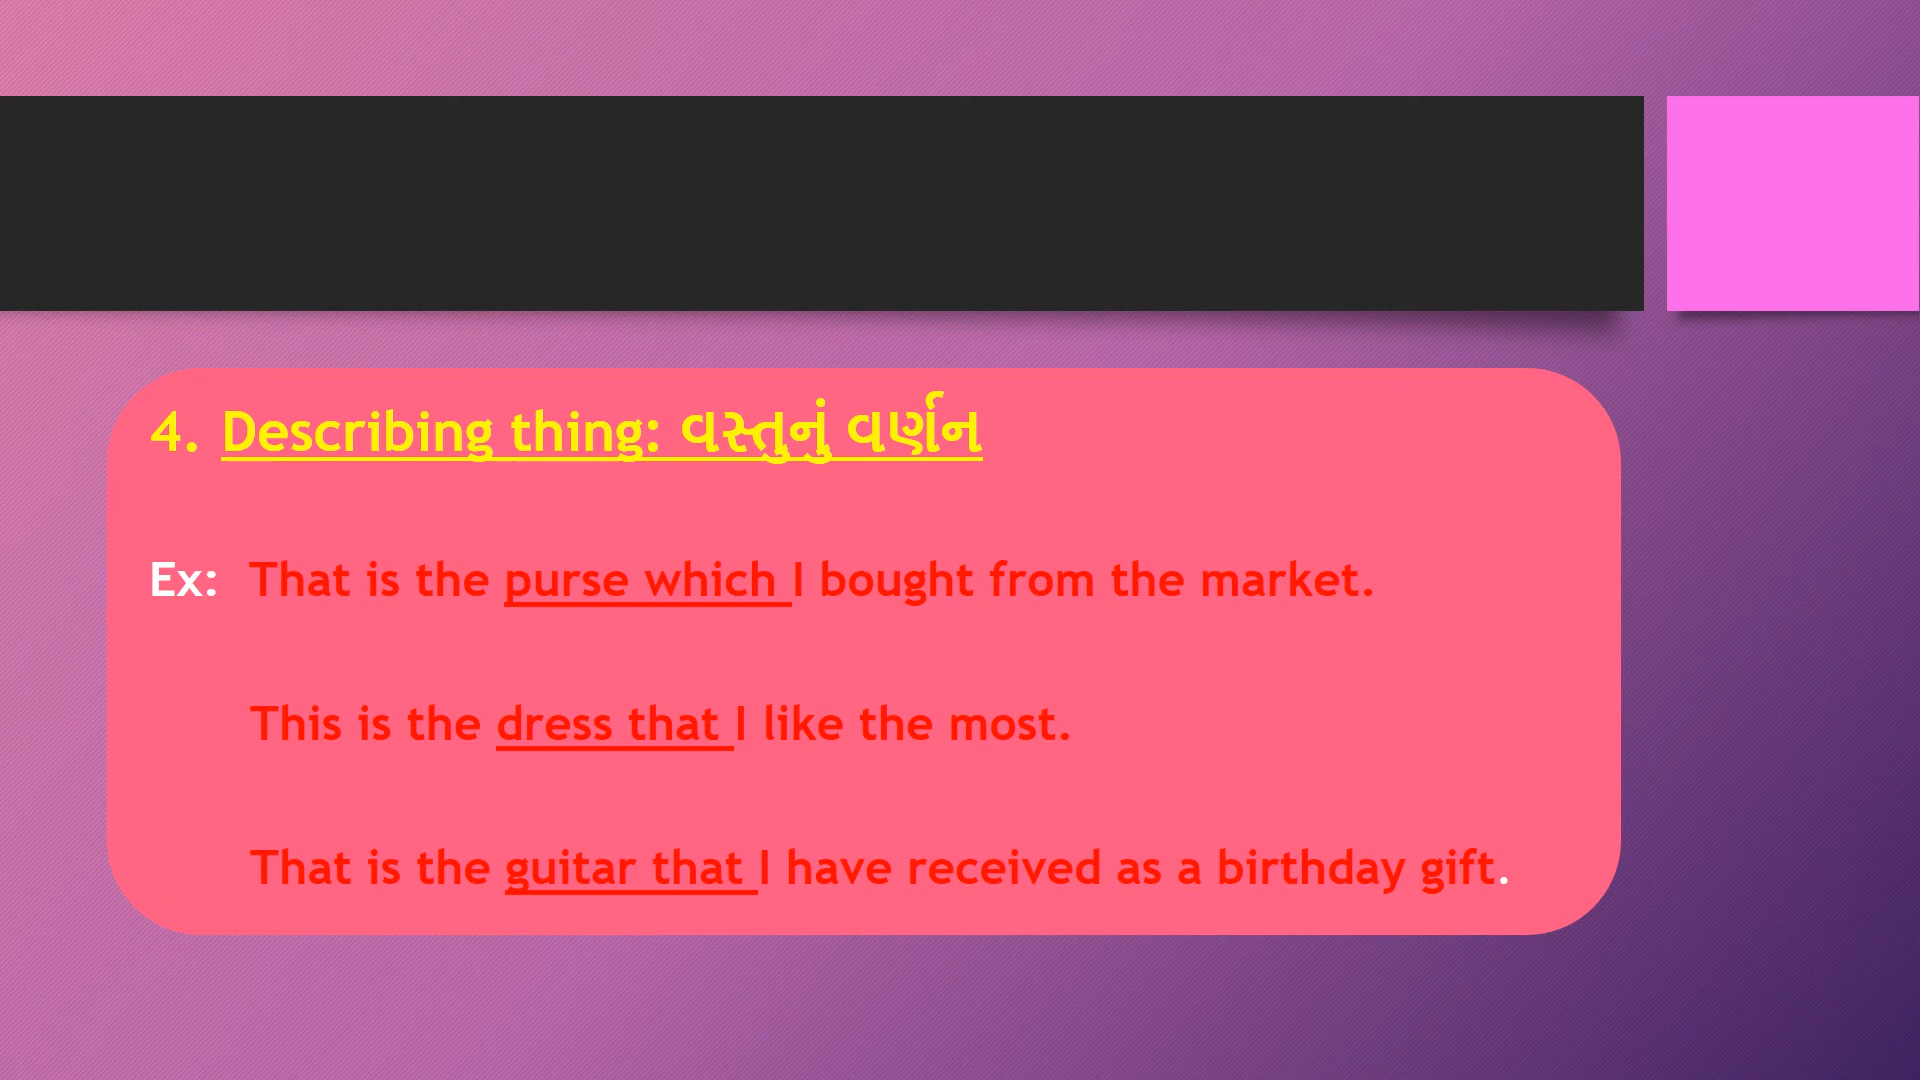 4. Describing thing: વસ્તુનું વર્ણન
Ex: That is the purse which I bought from the market.
This is the dress that I like the most.
That is the guitar that I have received as a birthday gift.